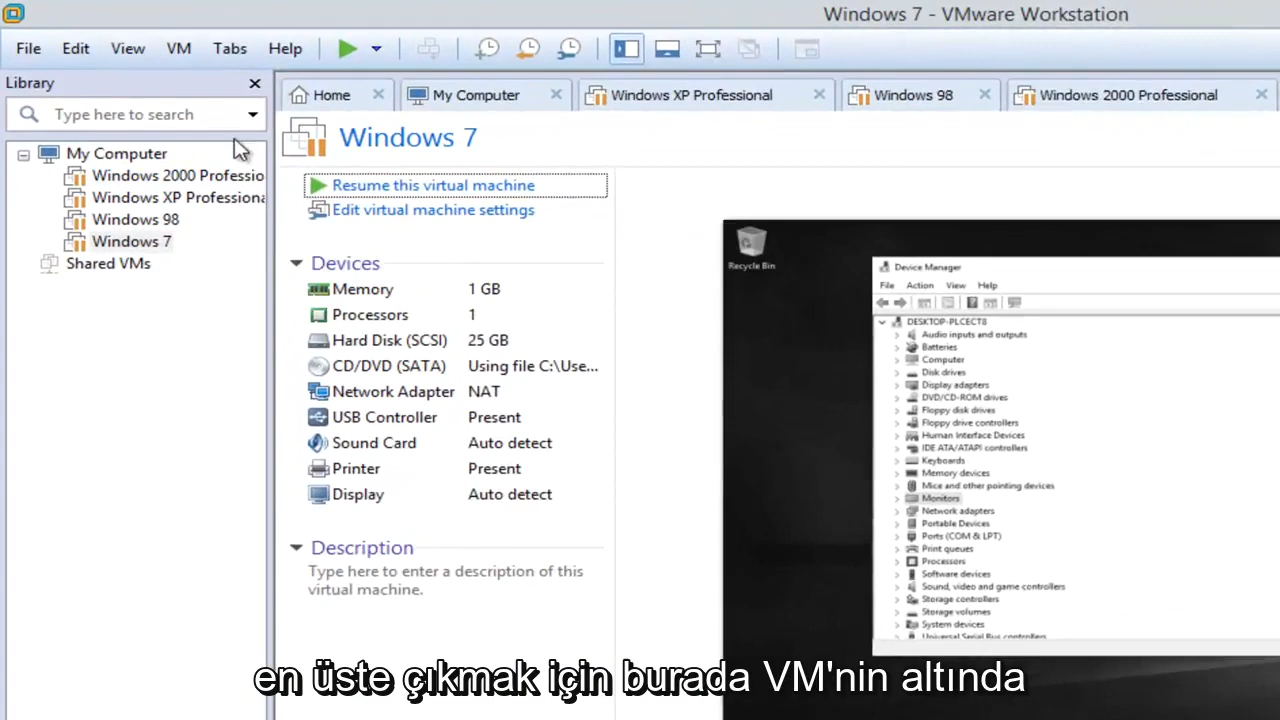 Windows 7 - VMware Workstation
File Edit View VM Tabs Help
Library
Home My Computer Windows XP Professional Windows 98 Windows 2000 Professional
Type here to search
Windows 7
My Computer
Windows 2000 Professio
Windows XP Professiona
Windows 98
Windows 7
Shared VMs
Resume this virtual machine
Edit virtual machine settings
Devices
Memory 1 GB
Processors 1
Hard Disk (SCSI) 25 GB
CD/DVD (SATA) Using file C:\Use...
Network Adapter NAT
USB Controller Present
Sound Card Auto detect
Printer Present
Display Auto detect
Description
Type here to enter a description of this
virtual machine.
Recycle Bin
Device Manager
File Action View Help
DESKTOP-PLCECT8
Audio inputs and outputs
Batteries
Computer
Disk drives
Display adapters
DVD/CD-ROM drives
Floppy disk drives
Floppy drive controllers
Human Interface Devices
IDE ATA/ATAPI controllers
Keyboards
Memory devices
Mice and other pointing devices
Monitors
Network adapters
Portable Devices
Ports (COM & LPT)
Print queues
Processors
Software devices
Sound, video and game controllers
Storage controllers
Storage volumes
System devices
Universal Serial Bus controllers
en üste çıkmak için burada VM'nin altında